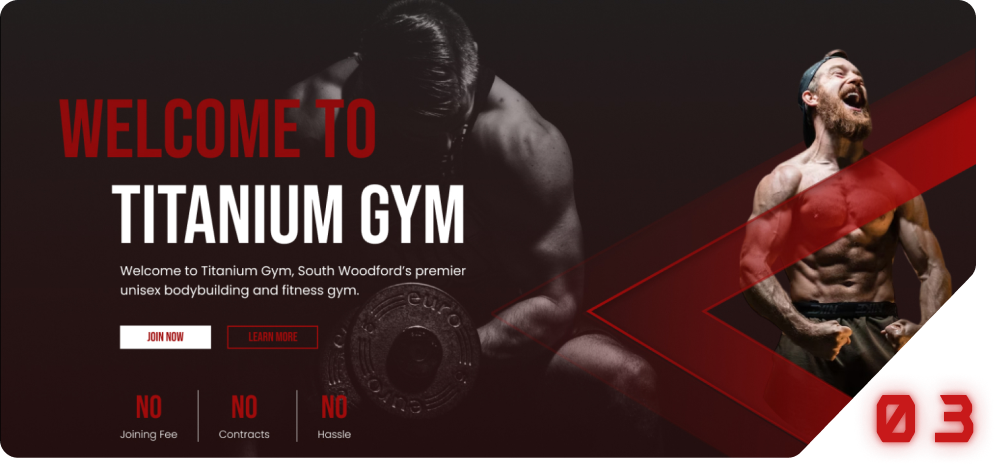 WELCOME TO
TITANIUM GYM
Welcome to Titanium Gym, South Woodford's premier
unisex bodybuilding and fitness gym.
JOIN NOW
LEARN MORE
euro
euro
NO
NO
NO
Joining Fee
Contracts
Hassle
03